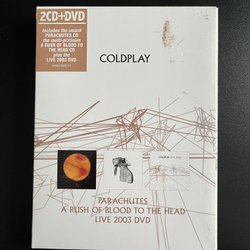 2CD+DVD
Includes the smash
PARACHUTES CD
the multi-platinum
A RUSH OF BLOOD TO
THE HEAD CD
plus the
LIVE 2003 DVD
COLDPLAY
PARACHUTES
A RUSH OF BLOOD TO THE HEAD
LIVE 2003 DVD